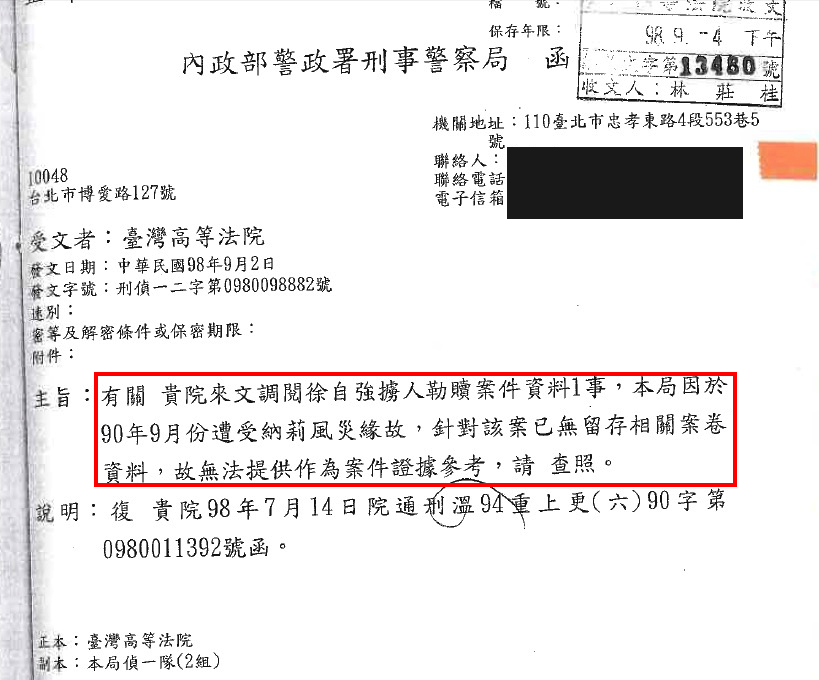 檔 號：
等法院收文
保存年限：
98.9.-4 下午
字第13480號
收文人：林 莊 桂
內政部警政署刑事警察局 函
機關地址：110臺北市忠孝東路4段553巷5
號
聯絡人：
聯絡電話
電子信箱
10048
台北市博愛路127號
受文者：臺灣高等法院
發文日期：中華民國98年9月2日
發文字號：刑偵一二字第0980098882號
速別：
密等及解密條件或保密期限：
附件：
主旨：有關 貴院來文調閱徐自強擄人勒贖案件資料1事，本局因於
90年9月份遭受納莉風災緣故，針對該案已無留存相關案卷
資料，故無法提供作為案件證據參考，請 查照。
說明：復 貴院98年7月14日院通刑溫94重上更(六)90字第
0980011392號函。
正本：臺灣高等法院
副本：本局偵一隊(2組)